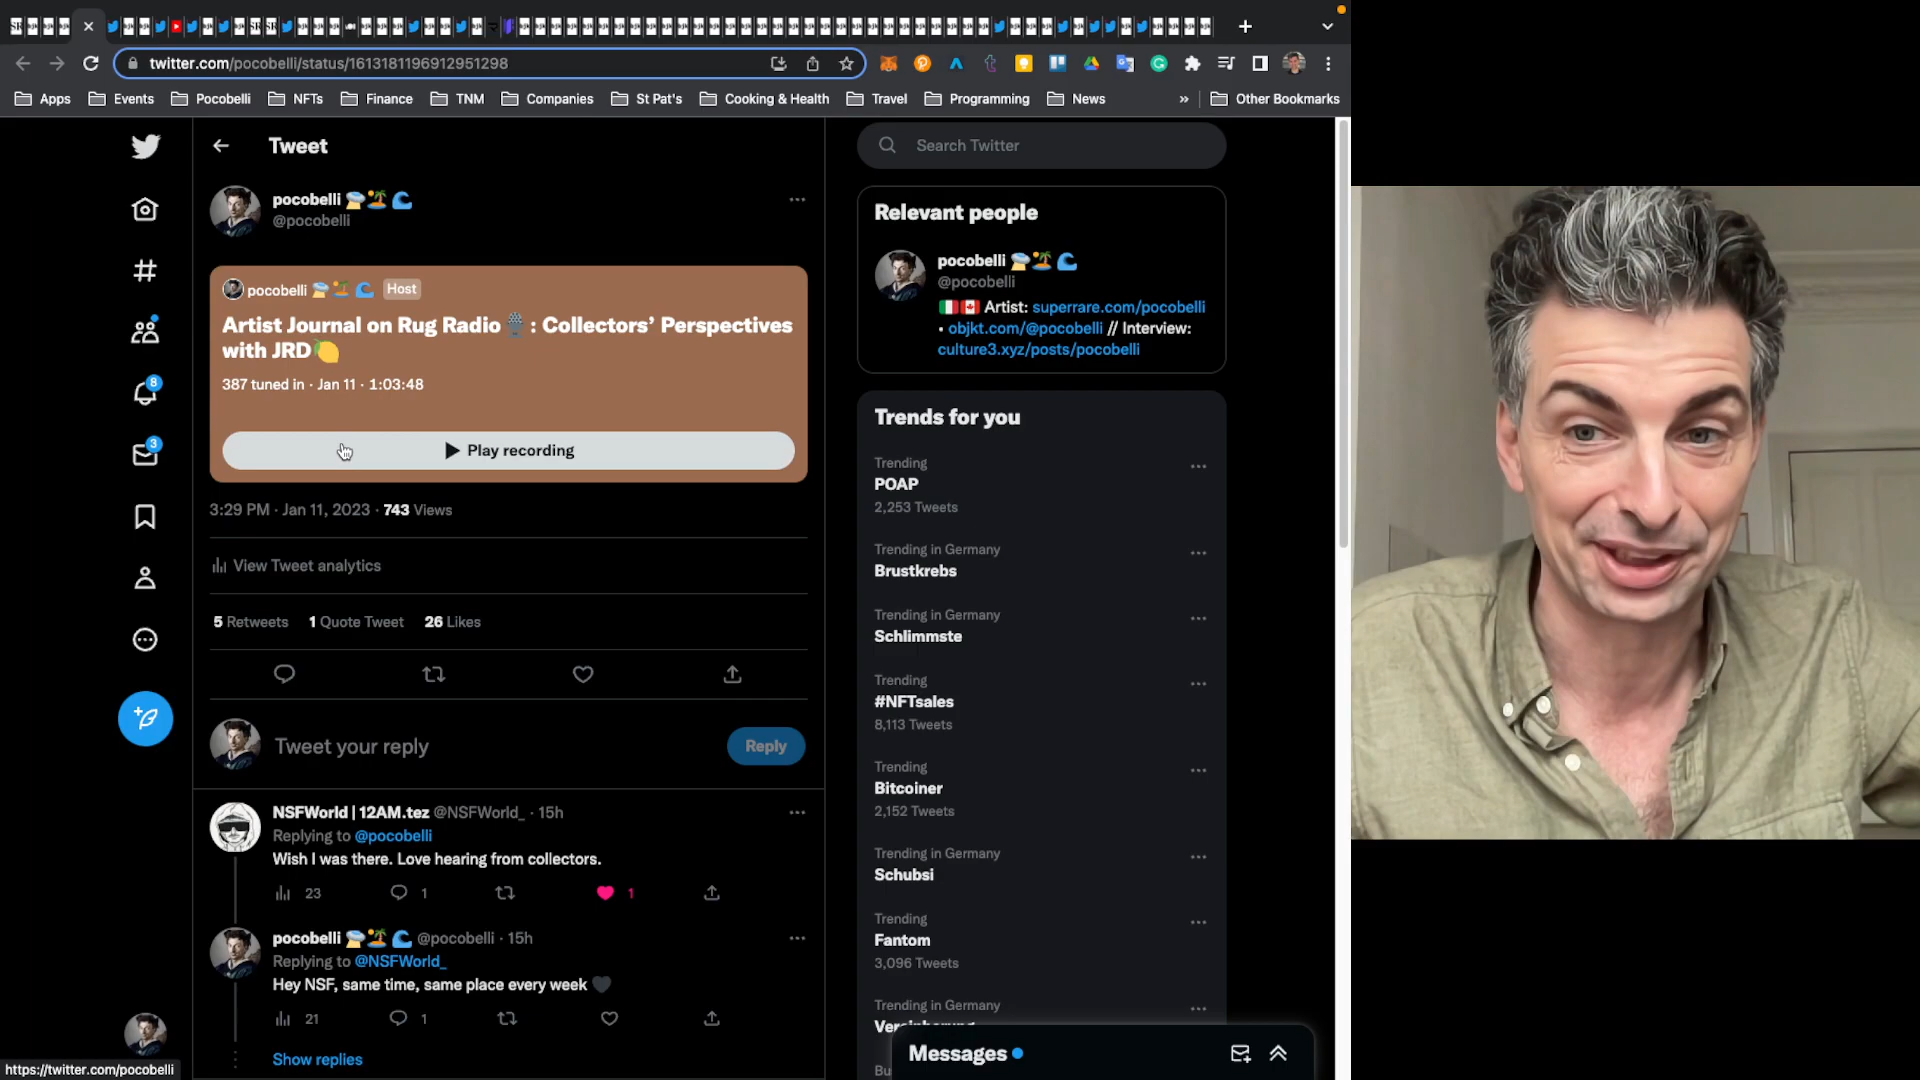 twitter.com/pocobelli/status/1613181196912951298
Apps
Events
Pocobelli
NFTs
Finance
TNM
Companies
St Pat's
Cooking & Health
Travel
Programming
News
»
Other Bookmarks
Tweet
pocobelli
@pocobelli
pocobelli Host
Artist Journal on Rug Radio🎙: Collectors' Perspectives
with JRD🍋
387 tuned in · Jan 11 · 1:03:48
Play recording
3:29 PM · Jan 11, 2023 · 743 Views
View Tweet analytics
5 Retweets 1 Quote Tweet 26 Likes
Tweet your reply
Reply
NSFWorld | 12AM.tez @NSFWorld_ · 15h
Replying to @pocobelli
Wish I was there. Love hearing from collectors.
23 1 1
pocobelli @pocobelli · 15h
Replying to @NSFWorld_
Hey NSF, same time, same place every week 🖤
21 1
Show replies
https://twitter.com/pocobelli
8
3
Search Twitter
Relevant people
pocobelli
@pocobelli
🇮🇹🇨🇦 Artist: superrare.com/pocobelli
• objkt.com/@pocobelli // Interview:
culture3.xyz/posts/pocobelli
Trends for you
Trending
POAP
2,253 Tweets
Trending in Germany
Brustkrebs
Trending in Germany
Schlimmste
Trending
#NFTsales
8,113 Tweets
Trending
Bitcoiner
2,152 Tweets
Trending in Germany
Schubsi
Trending
Fantom
3,096 Tweets
Trending in Germany
Messages